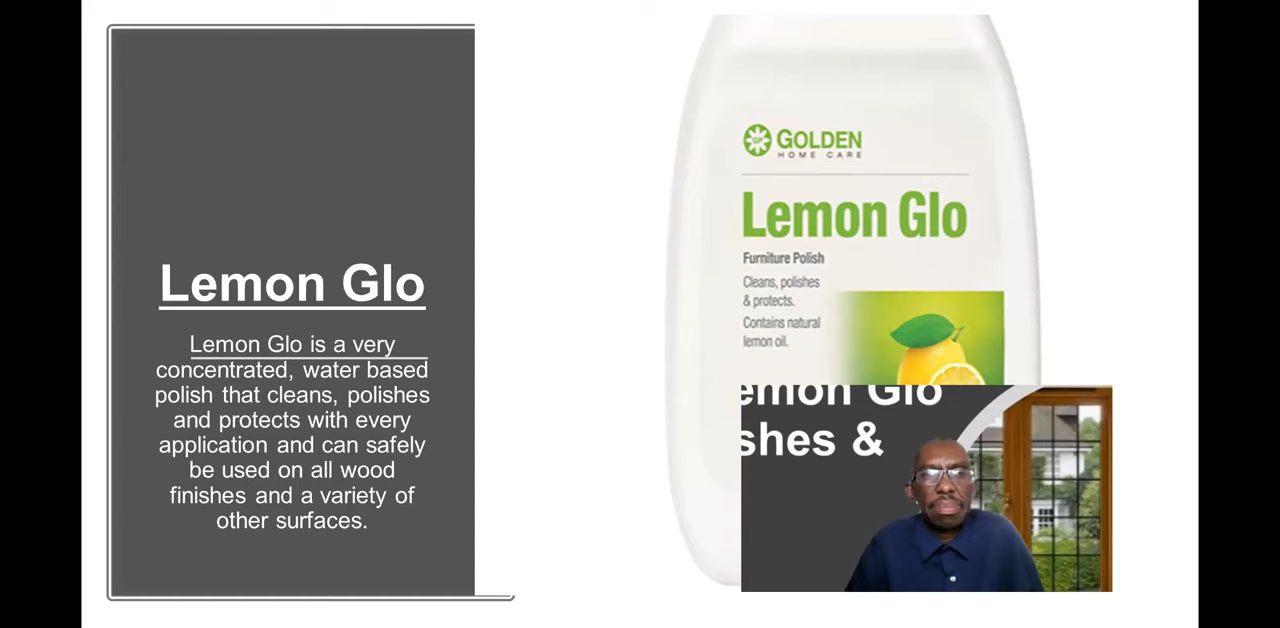 Lemon Glo
Lemon Glo is a very
concentrated, water based
polish that cleans, polishes
and protects with every
application and can safely
be used on all wood
finishes and a variety of
other surfaces.
GOLDEN
HOME CARE
Lemon Glo
Furniture Polish
Cleans, polishes
& protects.
Contains natural
lemon oil.
emon Glo
shes &